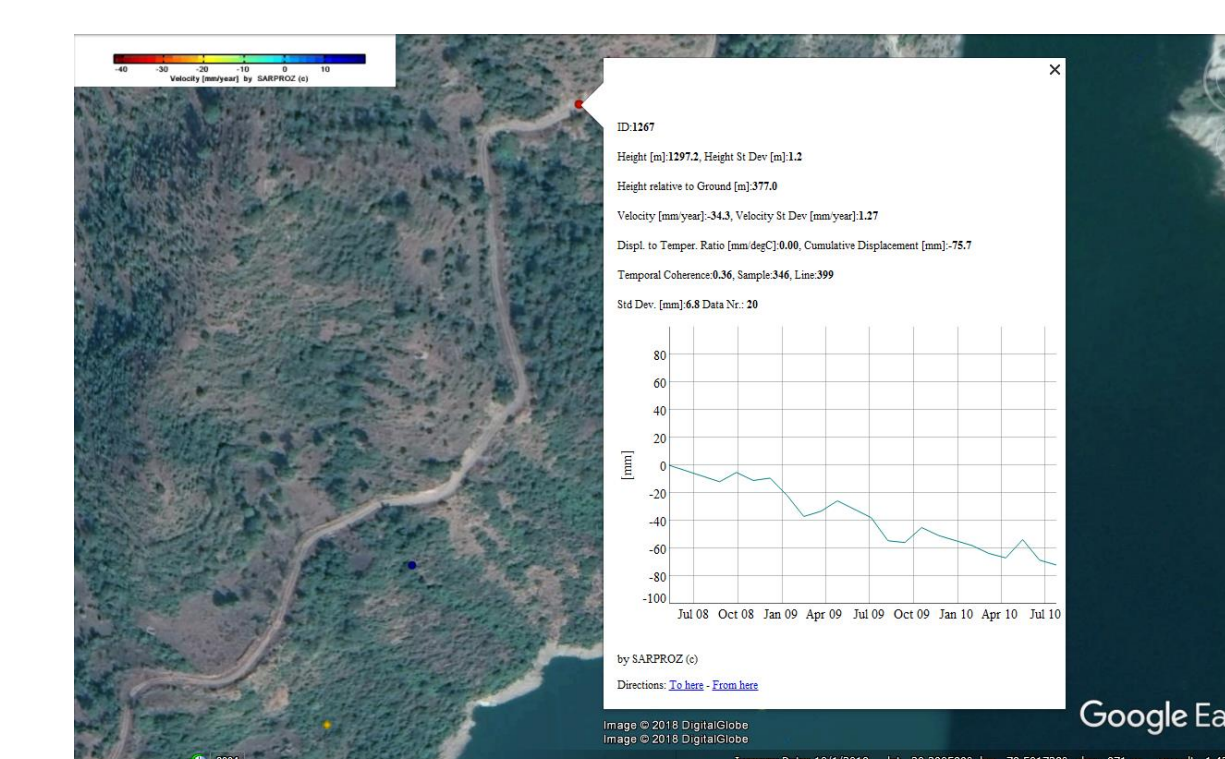 -40 -30 -20 -10 0 10
Velocity [mm/year] by SARPROZ (c)
ID:1267
Height [m]:1297.2, Height St Dev [m]:1.2
Height relative to Ground [m]:377.0
Velocity [mm/year]:-34.3, Velocity St Dev [mm/year]:1.27
Displ. to Temper. Ratio [mm/degC]:0.00, Cumulative Displacement [mm]:-75.7
Temporal Coherence:0.36, Sample:346, Line:399
Std Dev. [mm]:6.8 Data Nr.: 20
80
60
40
20
0
-20
-40
-60
-80
-100
[mm]
Jul 08 Oct 08 Jan 09 Apr 09 Jul 09 Oct 09 Jan 10 Apr 10 Jul 10
by SARPROZ (c)
Directions: To here - From here
Image © 2018 DigitalGlobe
Image © 2018 DigitalGlobe
Google Ea